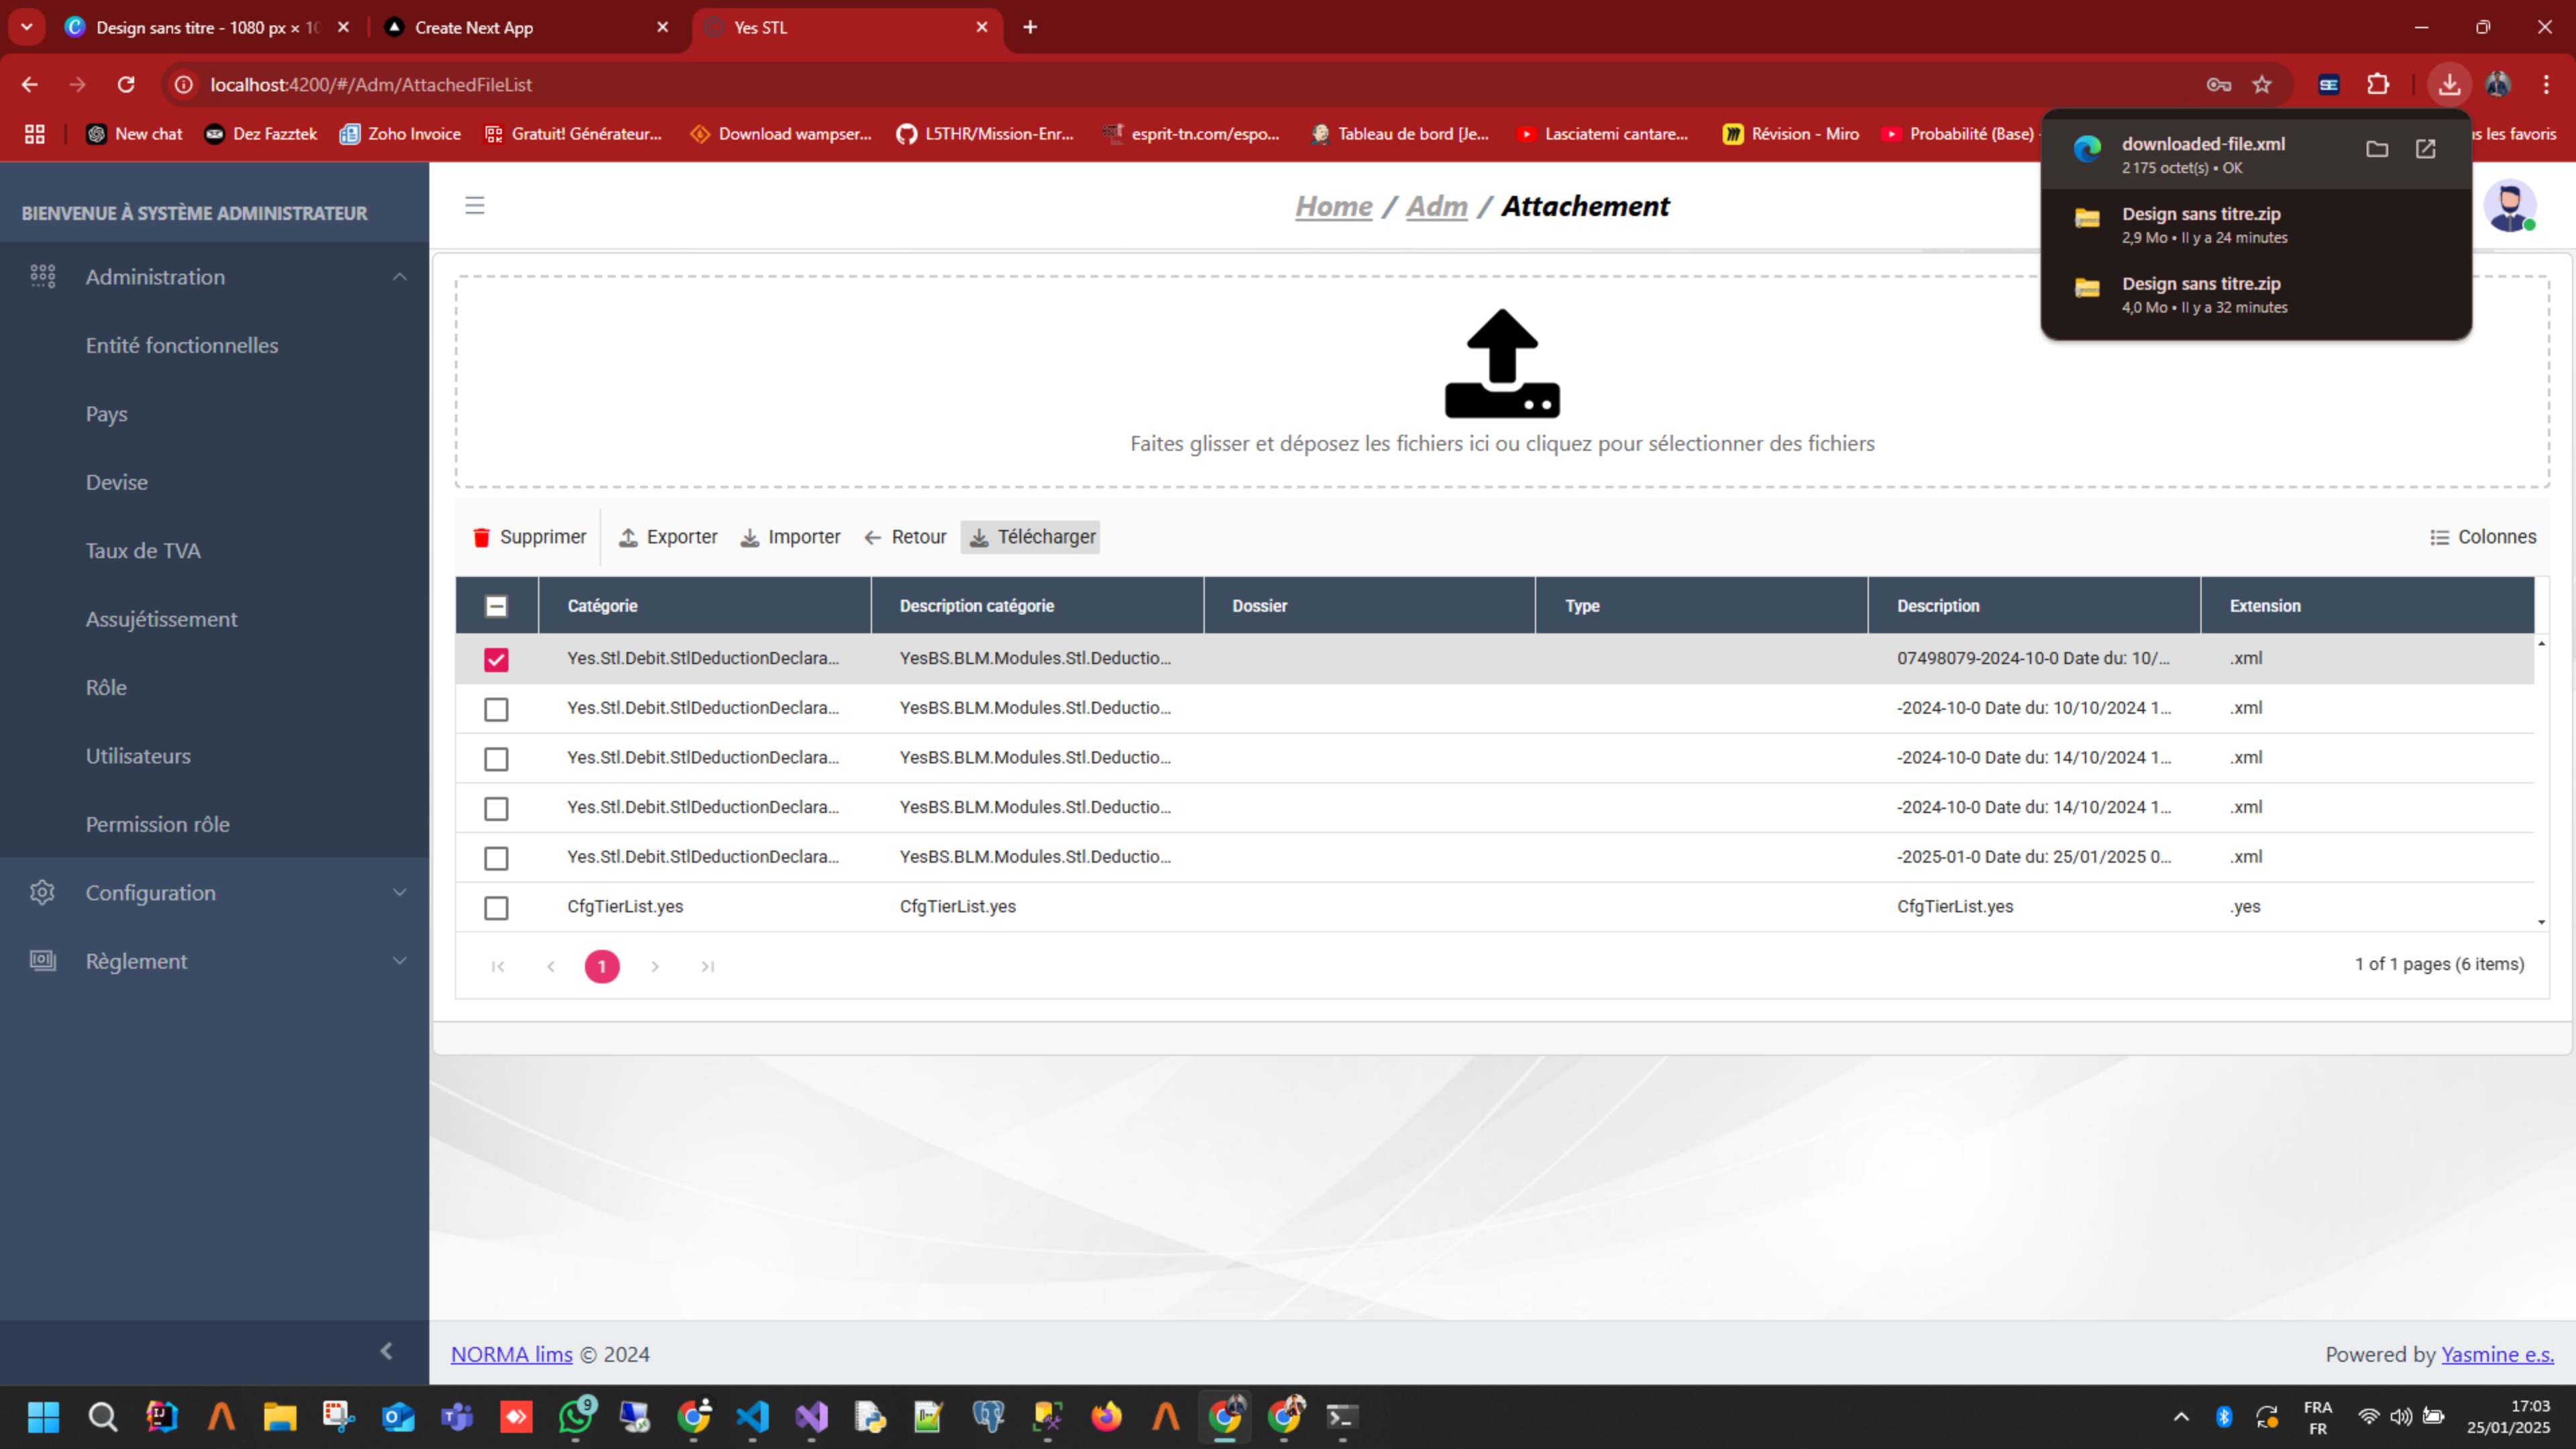 Design sans titre - 1080 px × 10
Create Next App
Yes STL
localhost:4200/#/Adm/AttachedFileList
New chat
Dez Fazztek
Zoho Invoice
Gratuit! Générateur...
Download wampser...
L5THR/Mission-Enr...
esprit-tn.com/espo...
Tableau de bord [Je...
Lasciatemi cantare...
Révision - Miro
Probabilité (Base)
s les favoris
downloaded-file.xml
2 175 octet(s) • OK
Design sans titre.zip
2,9 Mo • Il y a 24 minutes
Design sans titre.zip
4,0 Mo • Il y a 32 minutes
BIENVENUE À SYSTÈME ADMINISTRATEUR
Administration
Entité fonctionnelles
Pays
Devise
Taux de TVA
Assujétissement
Rôle
Utilisateurs
Permission rôle
Configuration
Règlement
Home / Adm / Attachement
Faites glisser et déposez les fichiers ici ou cliquez pour sélectionner des fichiers
Supprimer Exporter Importer Retour Télécharger Colonnes
Catégorie Description catégorie Dossier Type Description Extension
Yes.Stl.Debit.StlDeductionDeclara... YesBS.BLM.Modules.Stl.Deductio... 07498079-2024-10-0 Date du: 10/... .xml
Yes.Stl.Debit.StlDeductionDeclara... YesBS.BLM.Modules.Stl.Deductio... -2024-10-0 Date du: 10/10/2024 1... .xml
Yes.Stl.Debit.StlDeductionDeclara... YesBS.BLM.Modules.Stl.Deductio... -2024-10-0 Date du: 14/10/2024 1... .xml
Yes.Stl.Debit.StlDeductionDeclara... YesBS.BLM.Modules.Stl.Deductio... -2024-10-0 Date du: 14/10/2024 1... .xml
Yes.Stl.Debit.StlDeductionDeclara... YesBS.BLM.Modules.Stl.Deductio... -2025-01-0 Date du: 25/01/2025 0... .xml
CfgTierList.yes CfgTierList.yes CfgTierList.yes .yes
1
1 of 1 pages (6 items)
NORMA lims © 2024
Powered by Yasmine e.s.
9
FRA
FR
17:03
25/01/2025